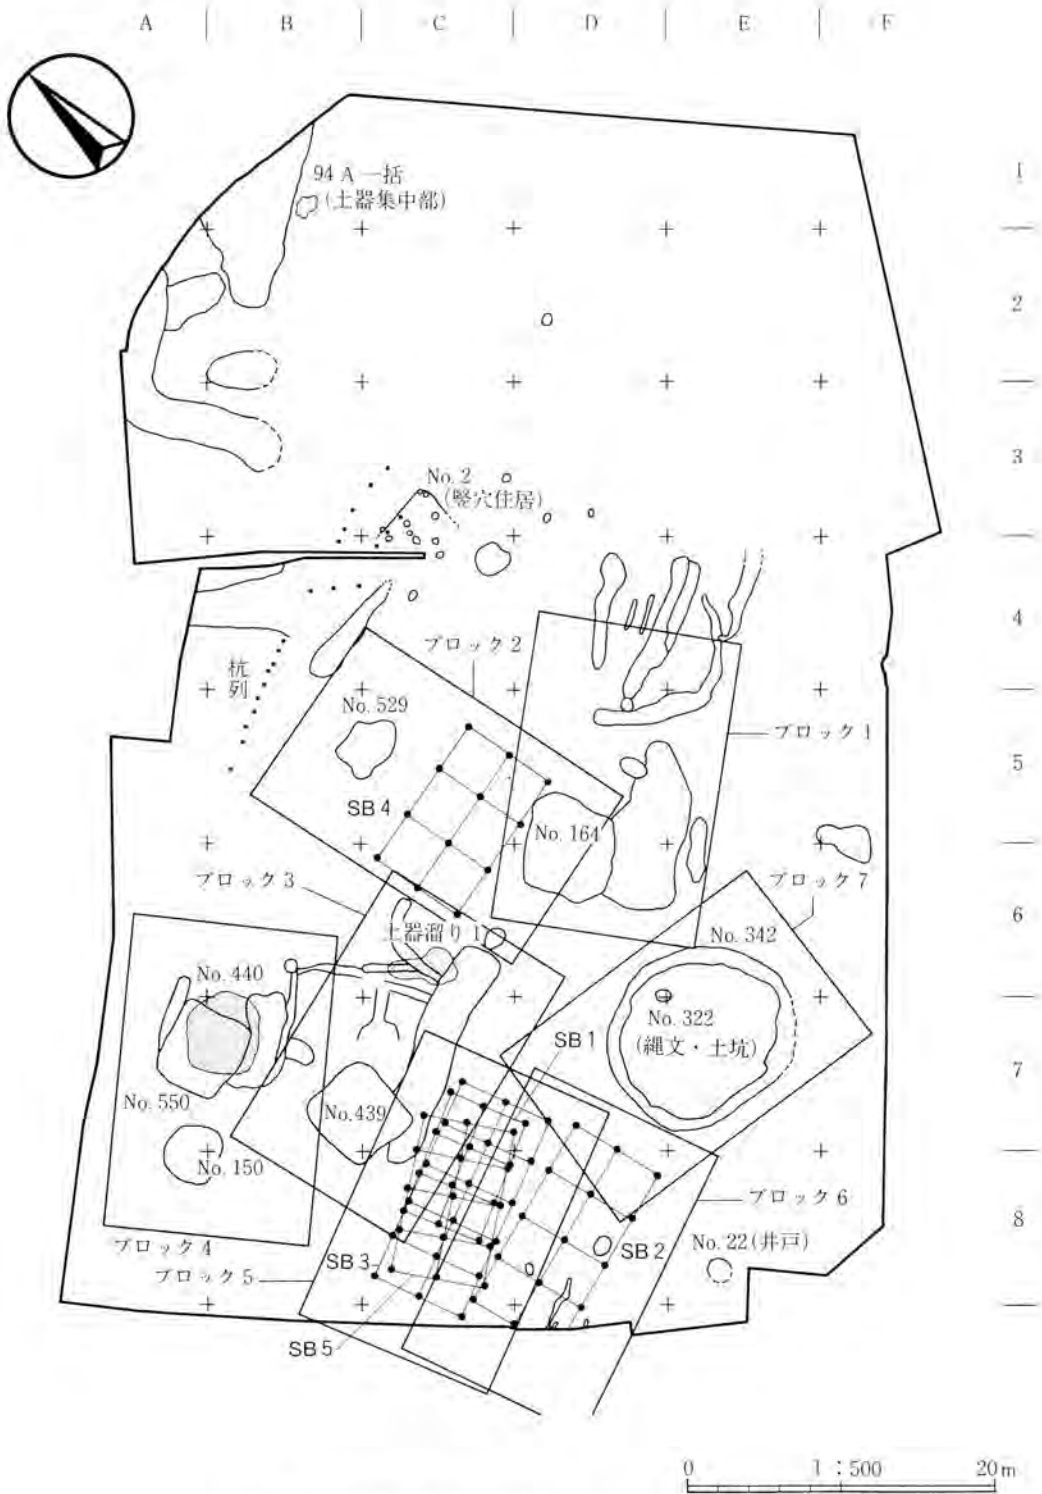 A B C D E F
94 A 一括
(土器集中部)
1
2
3
No. 2
(竪穴住居)
4
ブロック 2
杭
列
No. 529
ブロック 1
5
SB 4
No. 164
ブロック 3
ブロック 7
6
土器溜り 1
No. 342
No. 440
No. 322
(縄文・土坑)
SB 1
7
No. 550
No. 439
No. 150
ブロック 6
8
ブロック 4
SB 2
No. 22 (井戸)
ブロック 5
SB 3
SB 5
0 1 : 500 20m